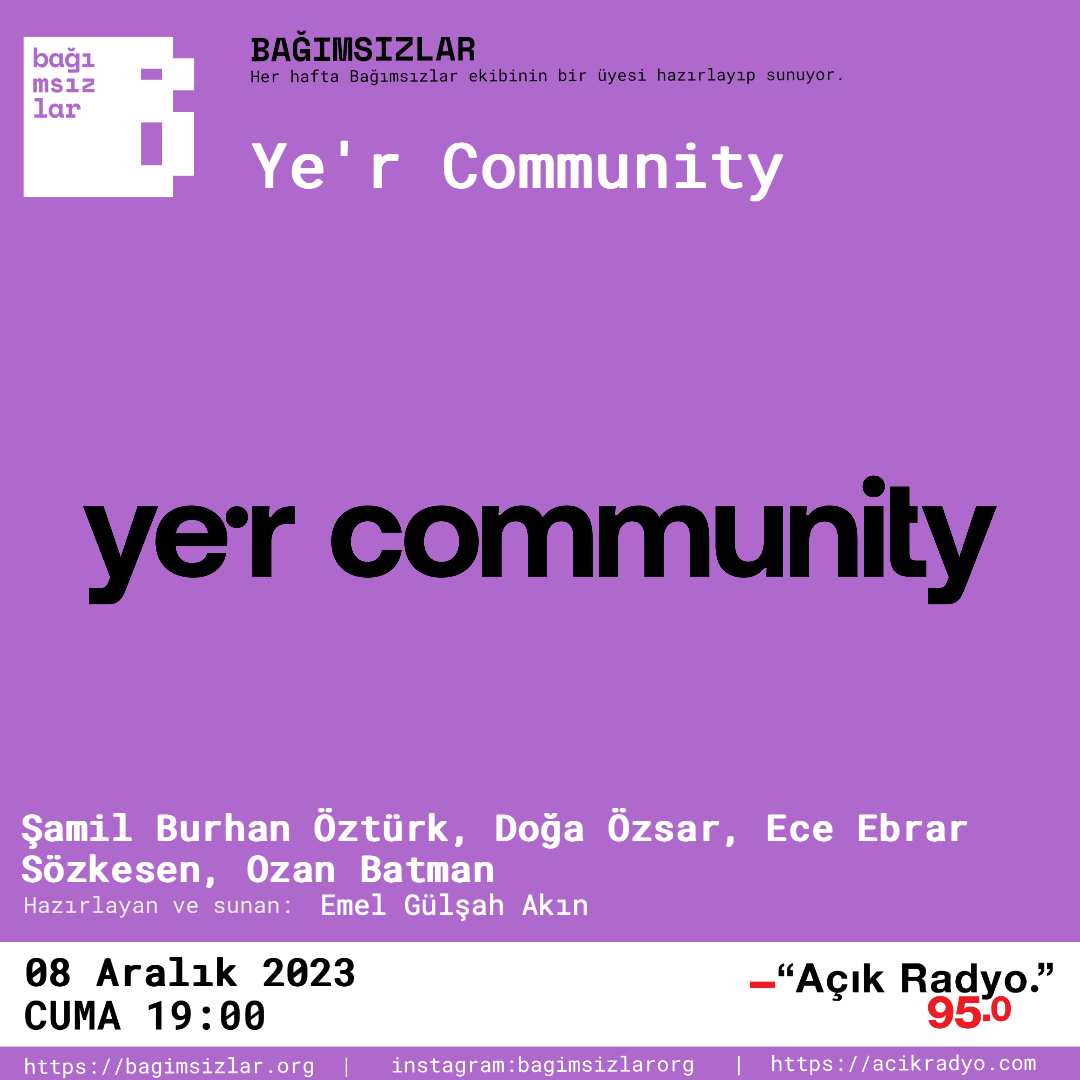 bağı
msız
lar
BAĞIMSIZLAR
Her hafta Bağımsızlar ekibinin bir üyesi hazırlayıp sunuyor.
Ye'r Community
ye·r community
Şamil Burhan Öztürk, Doğa Özsar, Ece Ebrar
Sözkesen, Ozan Batman
Hazırlayan ve sunan: Emel Gülşah Akın
08 Aralık 2023
CUMA 19:00
“Açık Radyo.”
95.0
https://bagimsizlar.org | instagram:bagimsizlarorg | https://acikradyo.com